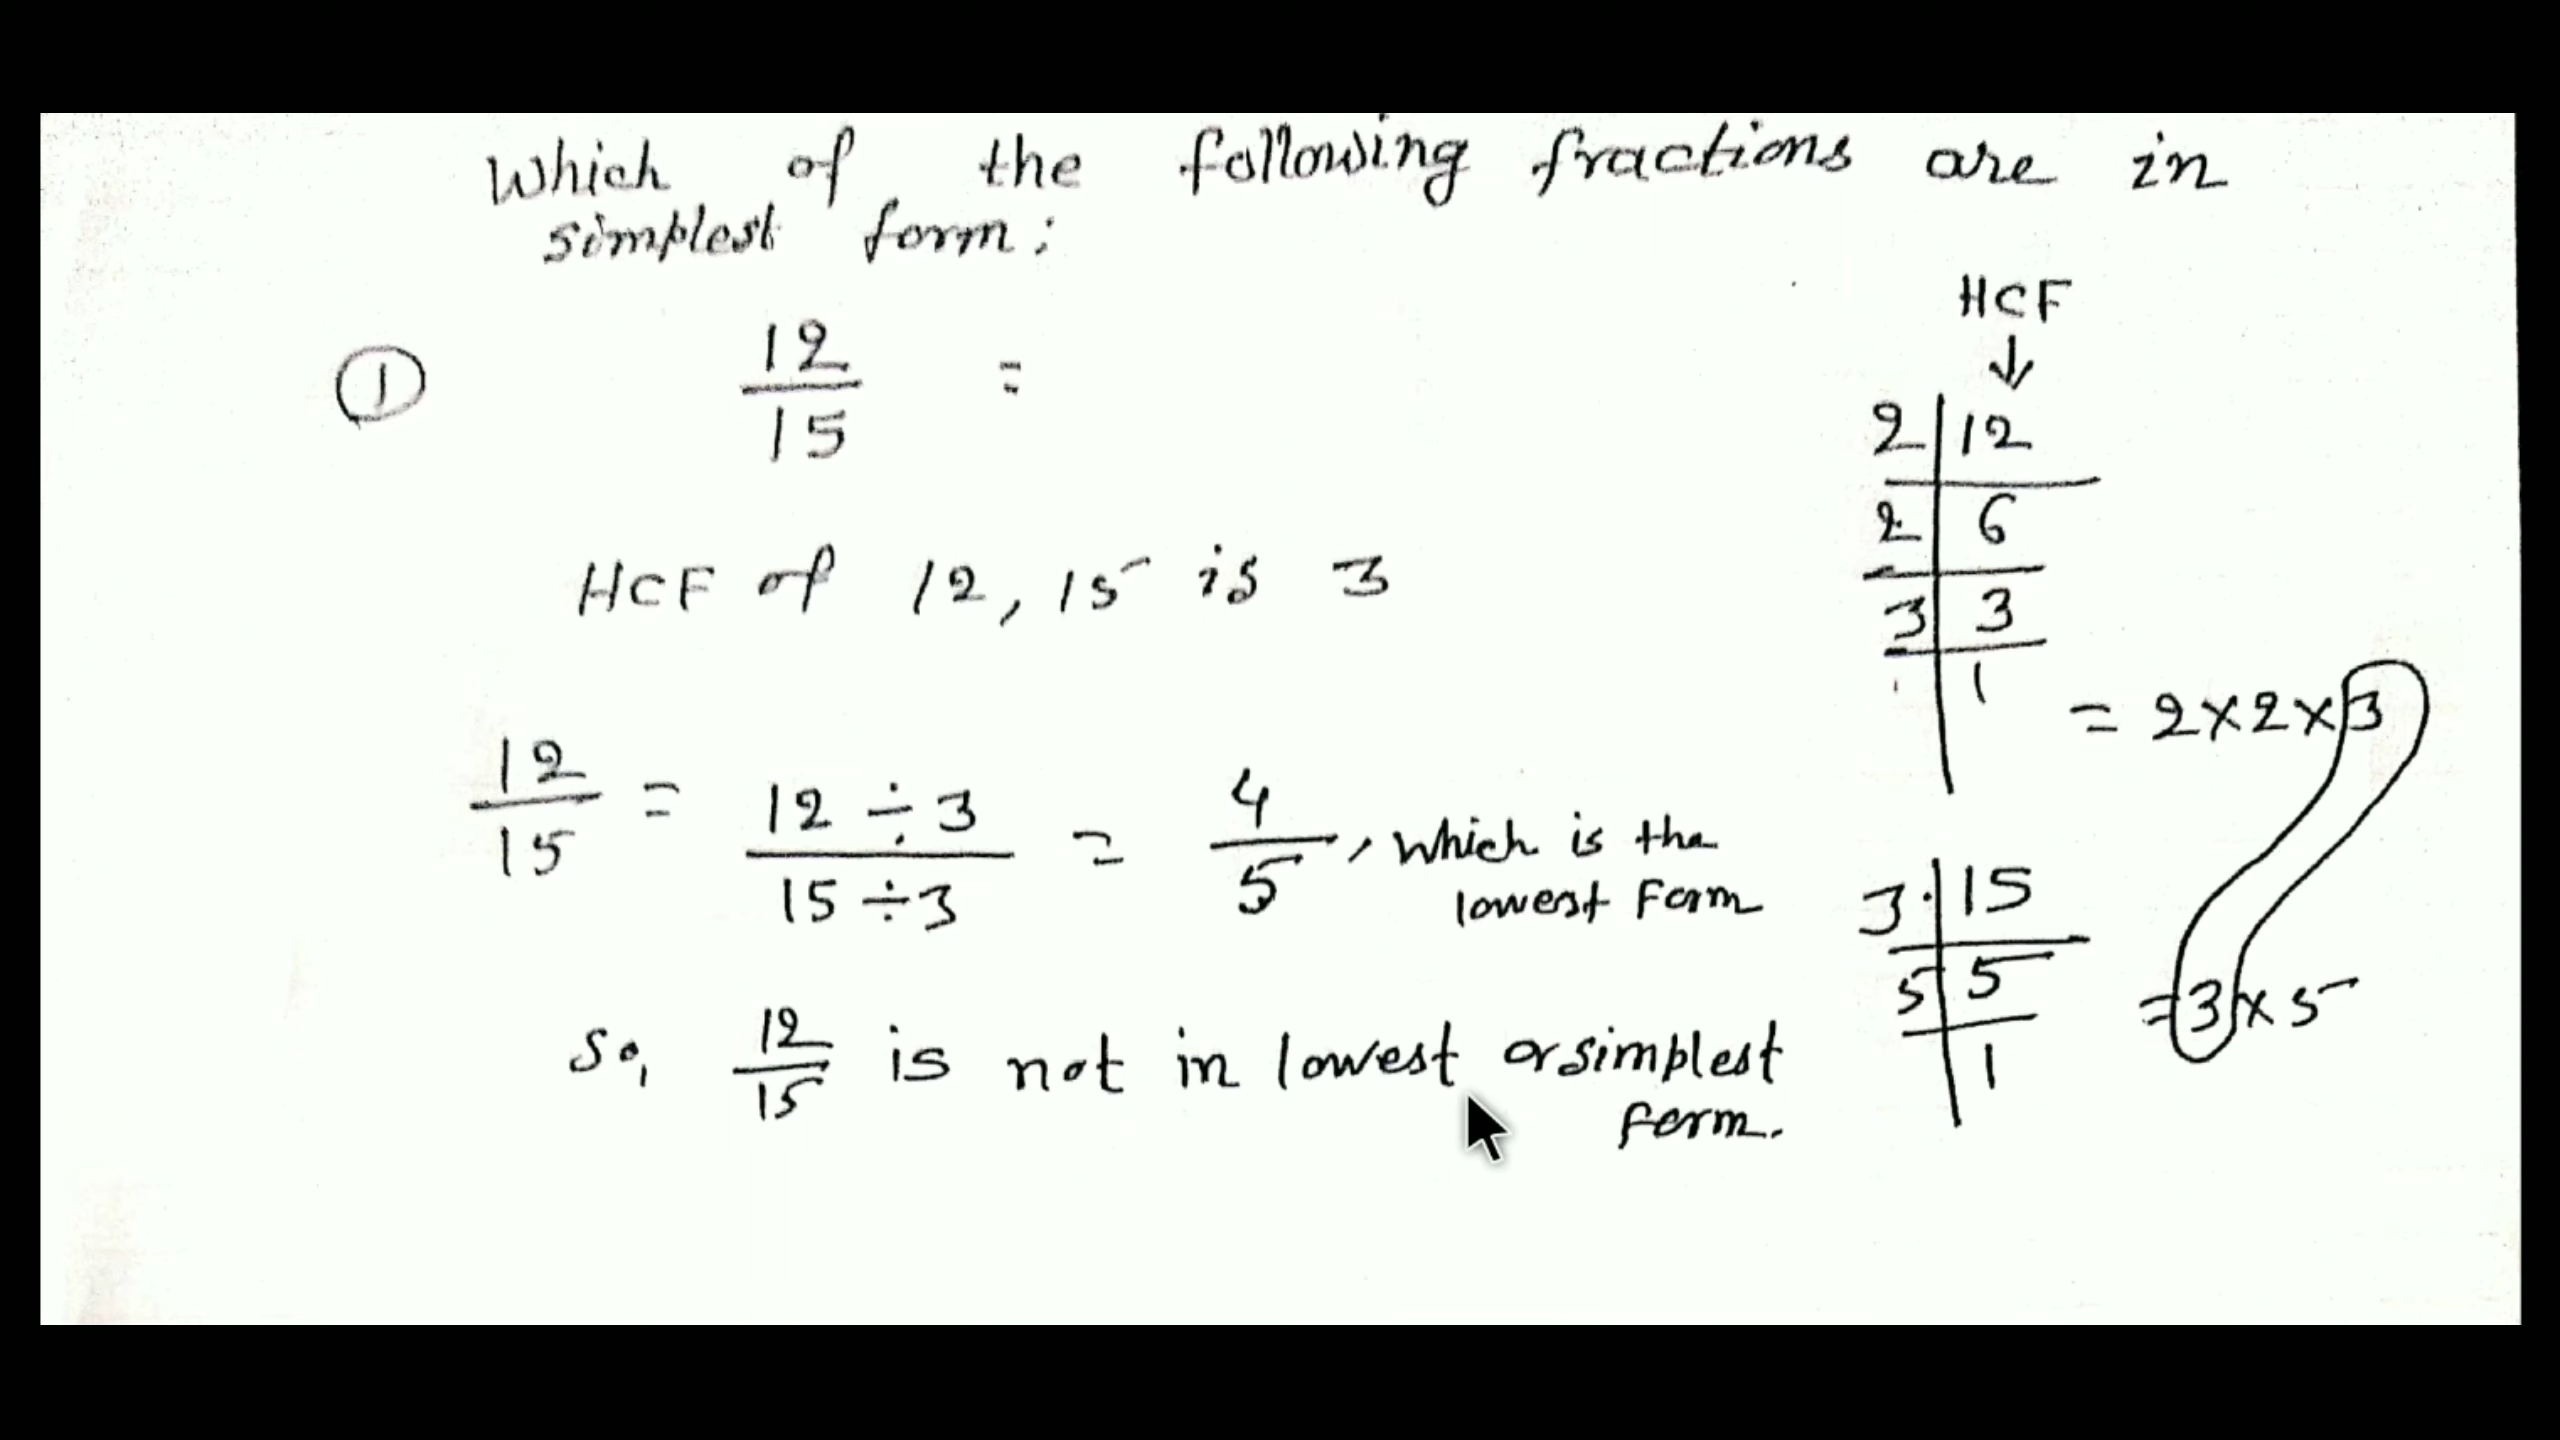 Which of the following fractions are in
simplest form:
① 12/15 =
HCF of 12, 15 is 3
12/15 = 12 ÷ 3 / 15 ÷ 3 = 4/5, which is the
lowest Form
So, 12/15 is not in lowest or simplest
form.
HCF
↓
2 | 12
2 | 6
3 | 3
1
= 2×2×3
3 | 15
5 | 5
1
= 3×5